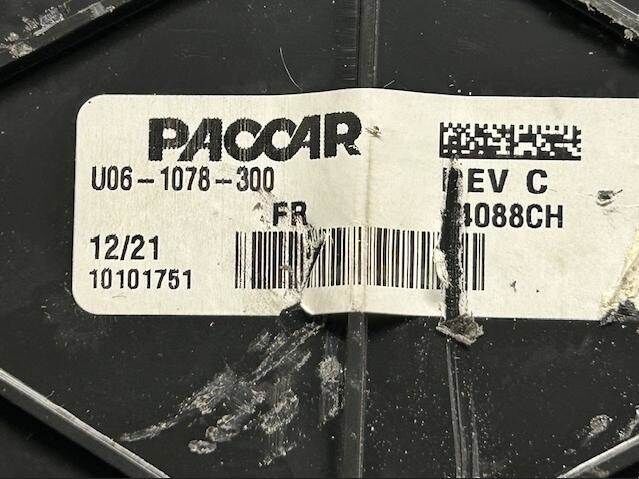 PACCAR
U06-1078-300
REV C
FR
4088CH
12/21
10101751